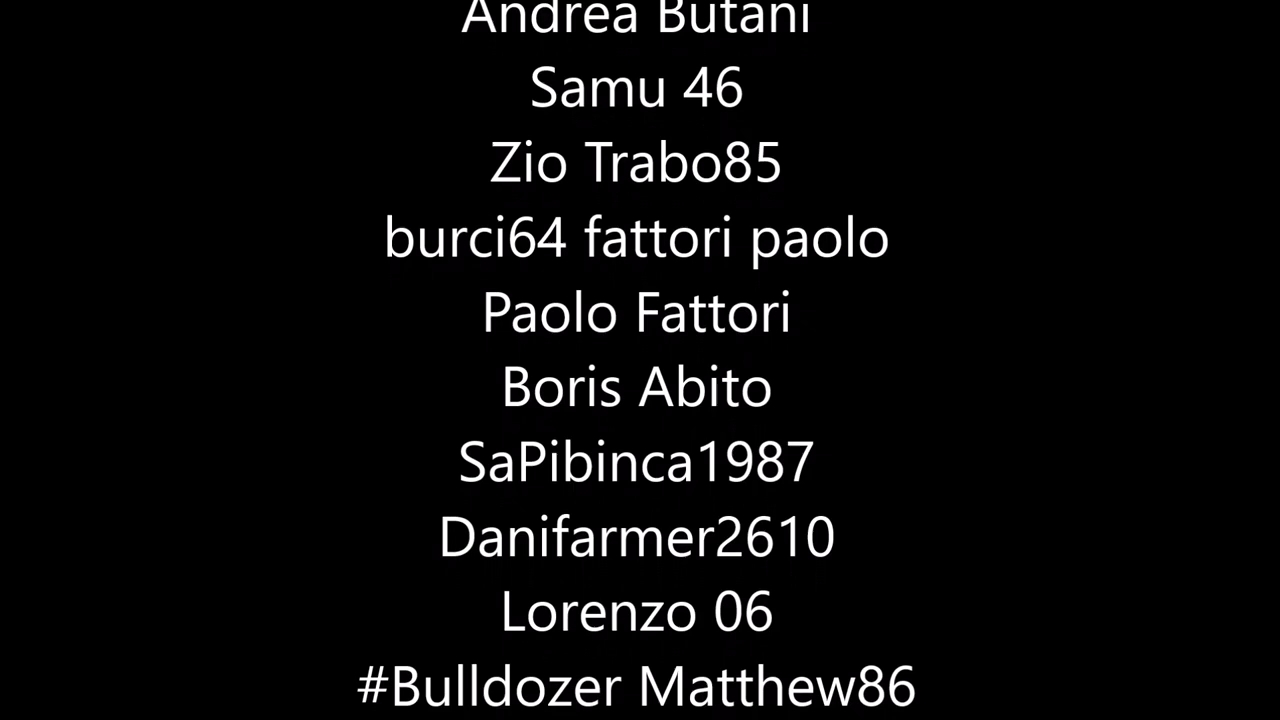 Andrea Butani
Samu 46
Zio Trabo85
burci64 fattori paolo
Paolo Fattori
Boris Abito
SaPibinca1987
Danifarmer2610
Lorenzo 06
#Bulldozer Matthew86